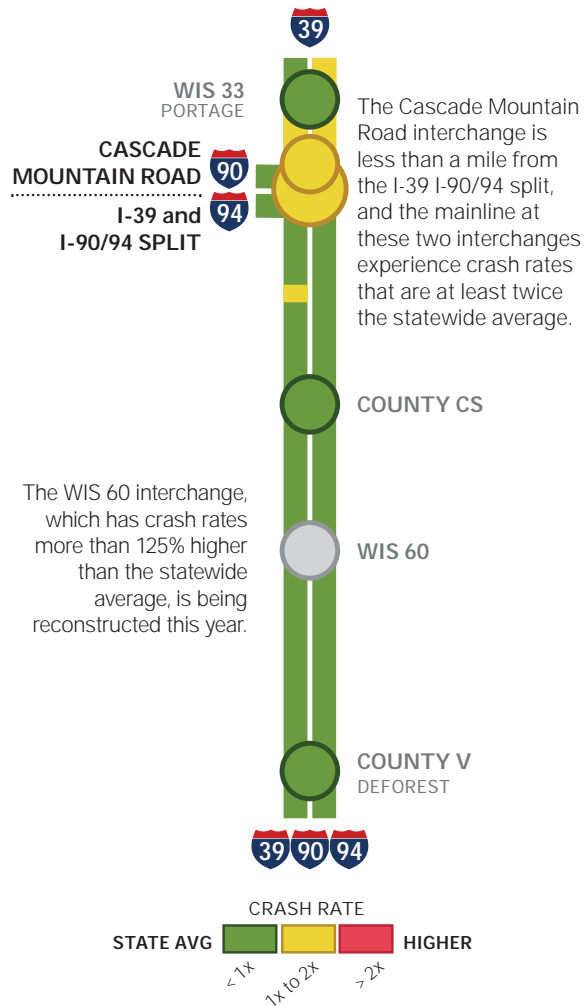 39
WIS 33
PORTAGE
CASCADE
MOUNTAIN ROAD
90
94
I-39 and
I-90/94 SPLIT
The Cascade Mountain
Road interchange is
less than a mile from
the I-39 I-90/94 split,
and the mainline at
these two interchanges
experience crash rates
that are at least twice
the statewide average.
COUNTY CS
The WIS 60 interchange,
which has crash rates
more than 125% higher
than the statewide
average, is being
reconstructed this year.
WIS 60
COUNTY V
DEFOREST
39 90 94
CRASH RATE
STATE AVG HIGHER
< 1x 1x to 2x > 2x